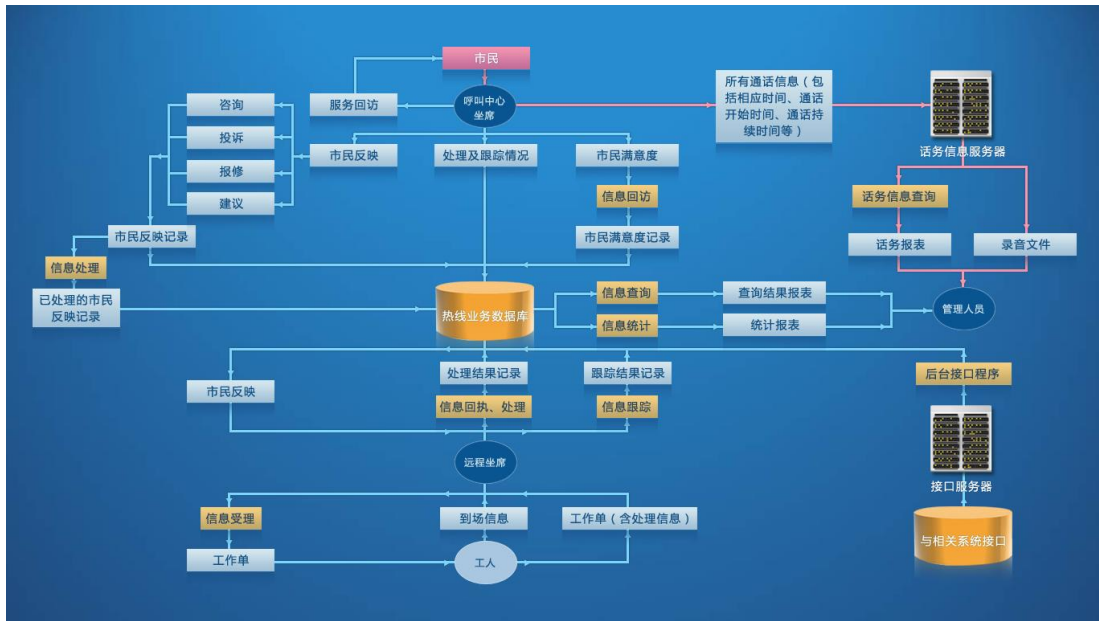 市民
呼叫中心
坐席
服务回访
所有通话信息（包
括相应时间、通话
开始时间、通话持
续时间等）
话务信息服务器
咨询
投诉
报修
建议
市民反映
处理及跟踪情况
市民满意度
信息回访
市民满意度记录
话务信息查询
话务报表
录音文件
市民反映记录
信息处理
已处理的市民
反映记录
热线业务数据库
信息查询
查询结果报表
信息统计
统计报表
管理人员
市民反映
处理结果记录
跟踪结果记录
信息回执、处理
信息跟踪
后台接口程序
远程坐席
接口服务器
信息受理
到场信息
工作单（含处理信息）
工作单
工人
与相关系统接口